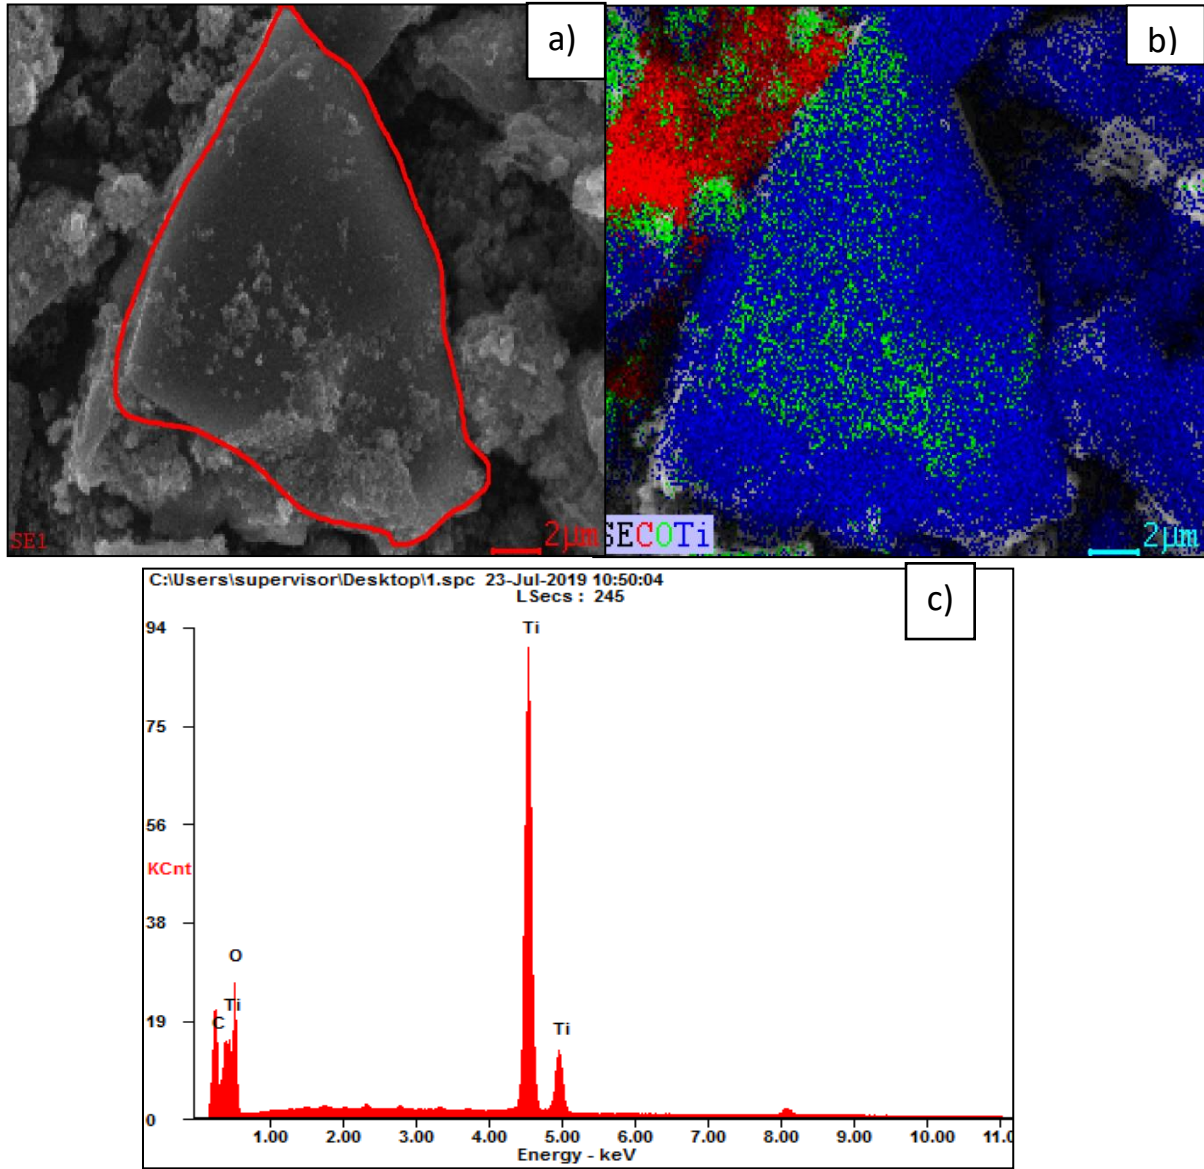 a)
b)
SE1
2µm
SECOTi
2µm
C:\Users\supervisor\Desktop\1.spc 23-Jul-2019 10:50:04
LSecs : 245
c)
94
75
56
KCnt
38
19
0
Ti
O
Ti
C
Ti
1.00 2.00 3.00 4.00 5.00 6.00 7.00 8.00 9.00 10.00 11.0
Energy - keV